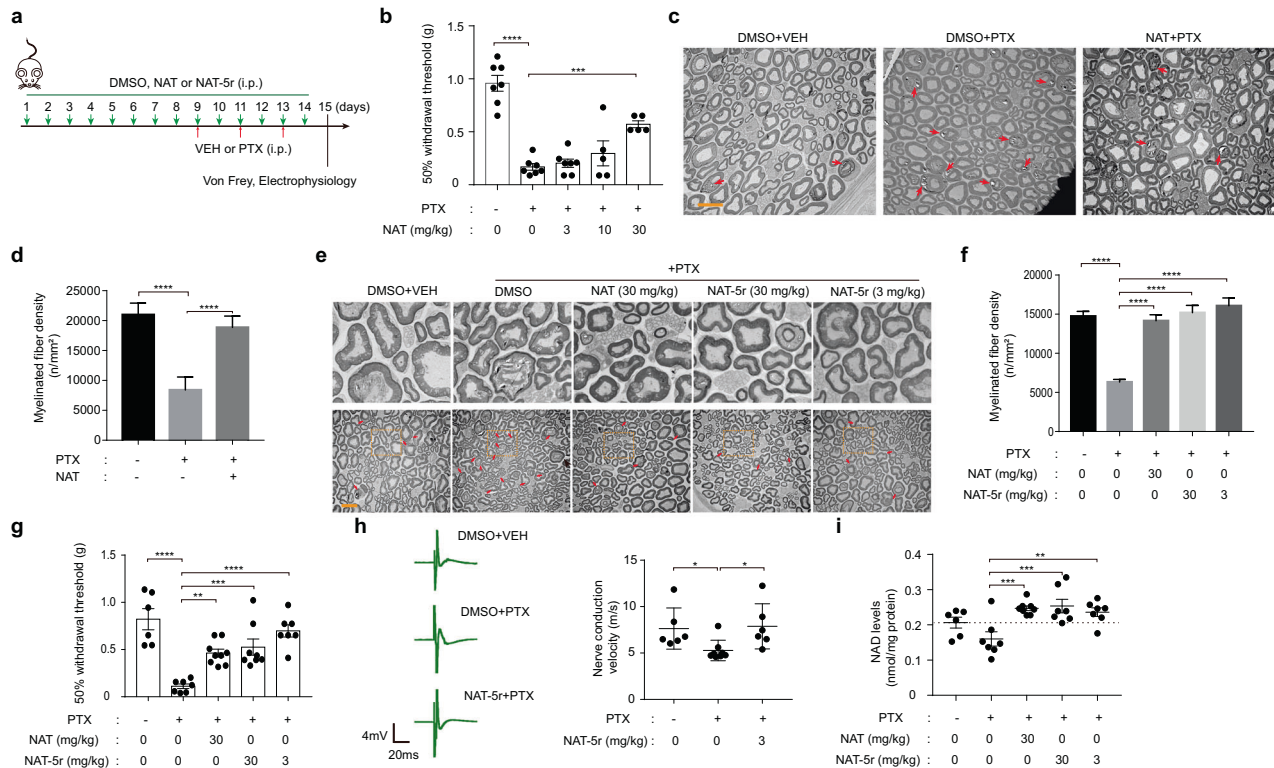 a
DMSO, NAT or NAT-5r (i.p.)
1 2 3 4 5 6 7 8 9 10 11 12 13 14 15 (days)
VEH or PTX (i.p.)
Von Frey, Electrophysiology
b
50% withdrawal threshold (g)
1.5
1.0
0.5
0
****
***
PTX : - + + + +
NAT (mg/kg) : 0 0 3 10 30
c
DMSO+VEH DMSO+PTX NAT+PTX
d
Myelinated fiber density
(n/mm²)
25000
20000
15000
10000
5000
0
**** ****
PTX : - + +
NAT : - - +
e
+PTX
DMSO+VEH DMSO NAT (30 mg/kg) NAT-5r (30 mg/kg) NAT-5r (3 mg/kg)
f
Myelinated fiber density
(n/mm²)
20000
15000
10000
5000
0
****
****
****
****
PTX : - + + + +
NAT (mg/kg) : 0 0 30 0 0
NAT-5r (mg/kg) : 0 0 0 30 3
g
50% withdrawal threshold (g)
1.5
1.0
0.5
0
****
****
***
**
PTX : - + + + +
NAT (mg/kg) : 0 0 30 0 0
NAT-5r (mg/kg) : 0 0 0 30 3
h
DMSO+VEH
DMSO+PTX
NAT-5r+PTX
4mV
20ms
Nerve conduction
velocity (m/s)
15
10
5
0
* *
PTX : - + +
NAT-5r (mg/kg) : 0 0 3
i
NAD levels
(nmol/mg protein)
0.4
0.3
0.2
0.1
0
**
***
***
PTX : - + + + +
NAT (mg/kg) : 0 0 30 0 0
NAT-5r (mg/kg) : 0 0 0 30 3